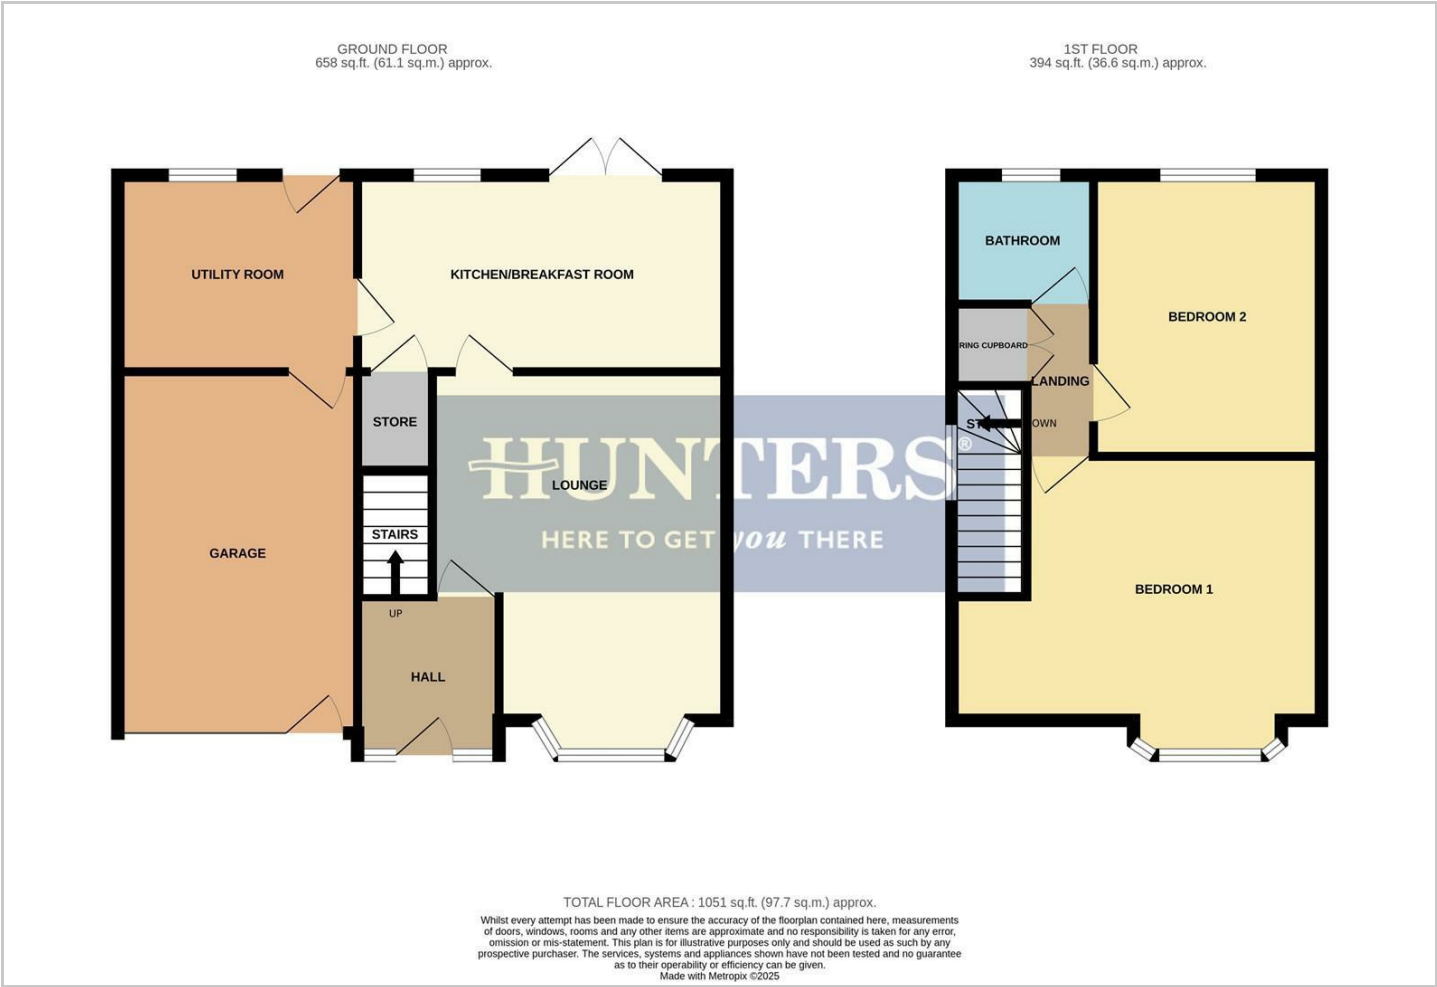 GROUND FLOOR
658 sq.ft. (61.1 sq.m.) approx.
1ST FLOOR
394 sq.ft. (36.6 sq.m.) approx.
UTILITY ROOM
KITCHEN/BREAKFAST ROOM
STORE
LOUNGE
STAIRS
GARAGE
UP
HALL
BATHROOM
BEDROOM 2
RING CUPBOARD
LANDING
ST
OWN
BEDROOM 1
HUNTERS®
HERE TO GET you THERE
TOTAL FLOOR AREA : 1051 sq.ft. (97.7 sq.m.) approx.
Whilst every attempt has been made to ensure the accuracy of the floorplan contained here, measurements
of doors, windows, rooms and any other items are approximate and no responsibility is taken for any error,
omission or mis-statement. This plan is for illustrative purposes only and should be used as such by any
prospective purchaser. The services, systems and appliances shown have not been tested and no guarantee
as to their operability or efficiency can be given.
Made with Metropix ©2025